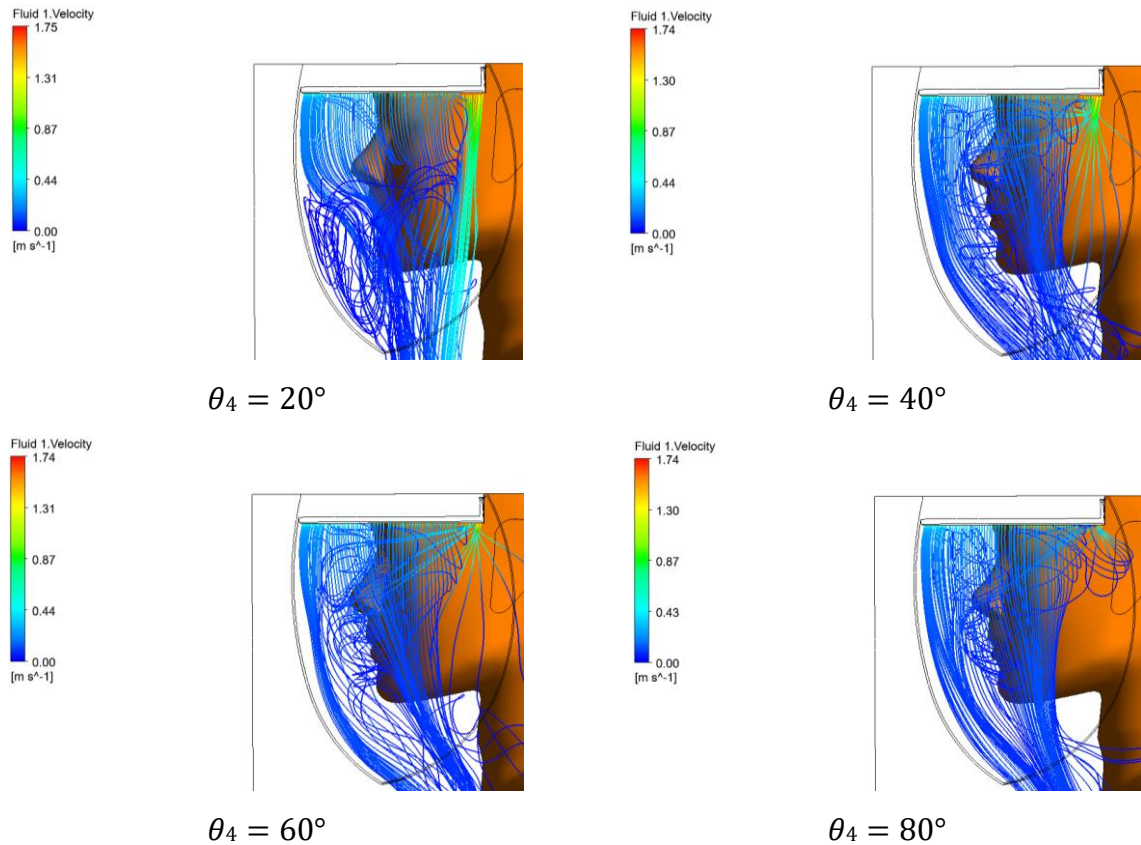 Fluid 1.Velocity
1.75
1.31
0.87
0.44
0.00
[m s^-1]
θ₄ = 20°
Fluid 1.Velocity
1.74
1.30
0.87
0.44
0.00
[m s^-1]
θ₄ = 40°
Fluid 1.Velocity
1.74
1.31
0.87
0.44
0.00
[m s^-1]
θ₄ = 60°
Fluid 1.Velocity
1.74
1.30
0.87
0.43
0.00
[m s^-1]
θ₄ = 80°